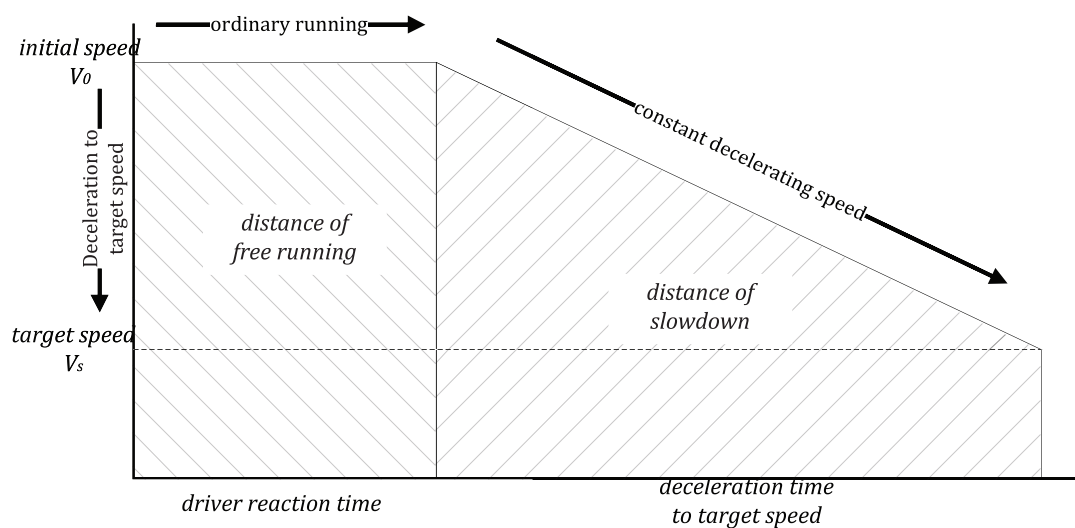 ordinary running
initial speed
V0
constant decelerating speed
Deceleration to
target speed
distance of
free running
distance of
slowdown
target speed
Vs
driver reaction time
deceleration time
to target speed